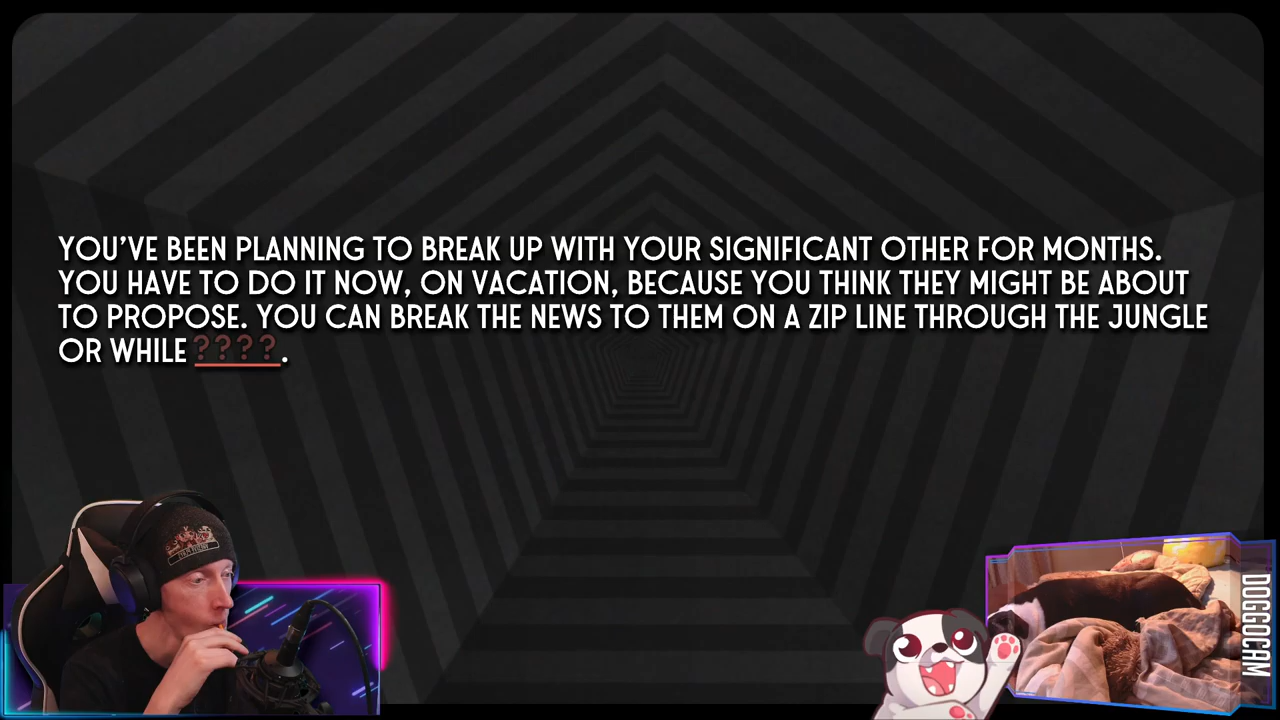 YOU'VE BEEN PLANNING TO BREAK UP WITH YOUR SIGNIFICANT OTHER FOR MONTHS.
YOU HAVE TO DO IT NOW, ON VACATION, BECAUSE YOU THINK THEY MIGHT BE ABOUT
TO PROPOSE. YOU CAN BREAK THE NEWS TO THEM ON A ZIP LINE THROUGH THE JUNGLE
OR WHILE ????.
DOGGOCAM